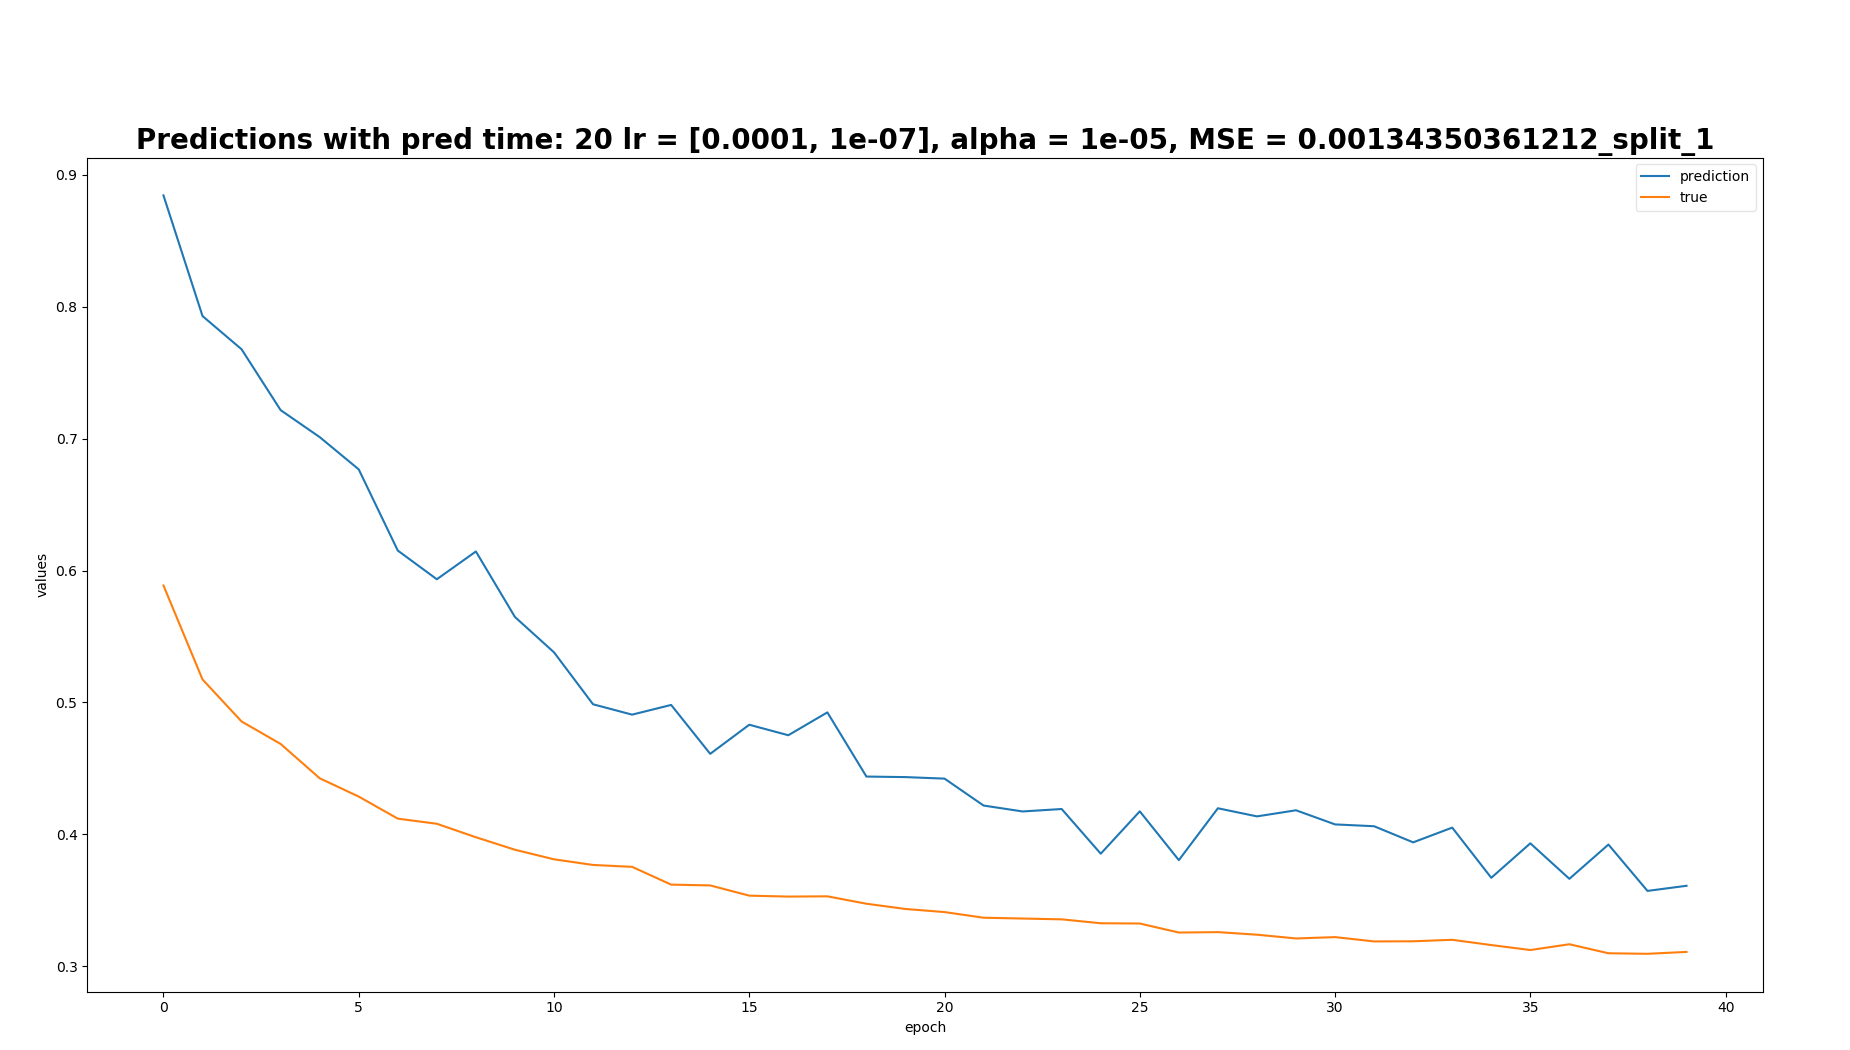 Predictions with pred time: 20 lr = [0.0001, 1e-07], alpha = 1e-05, MSE = 0.00134350361212_split_1
prediction
true
0.9
0.8
0.7
0.6
0.5
0.4
0.3
values
0 5 10 15 20 25 30 35 40
epoch